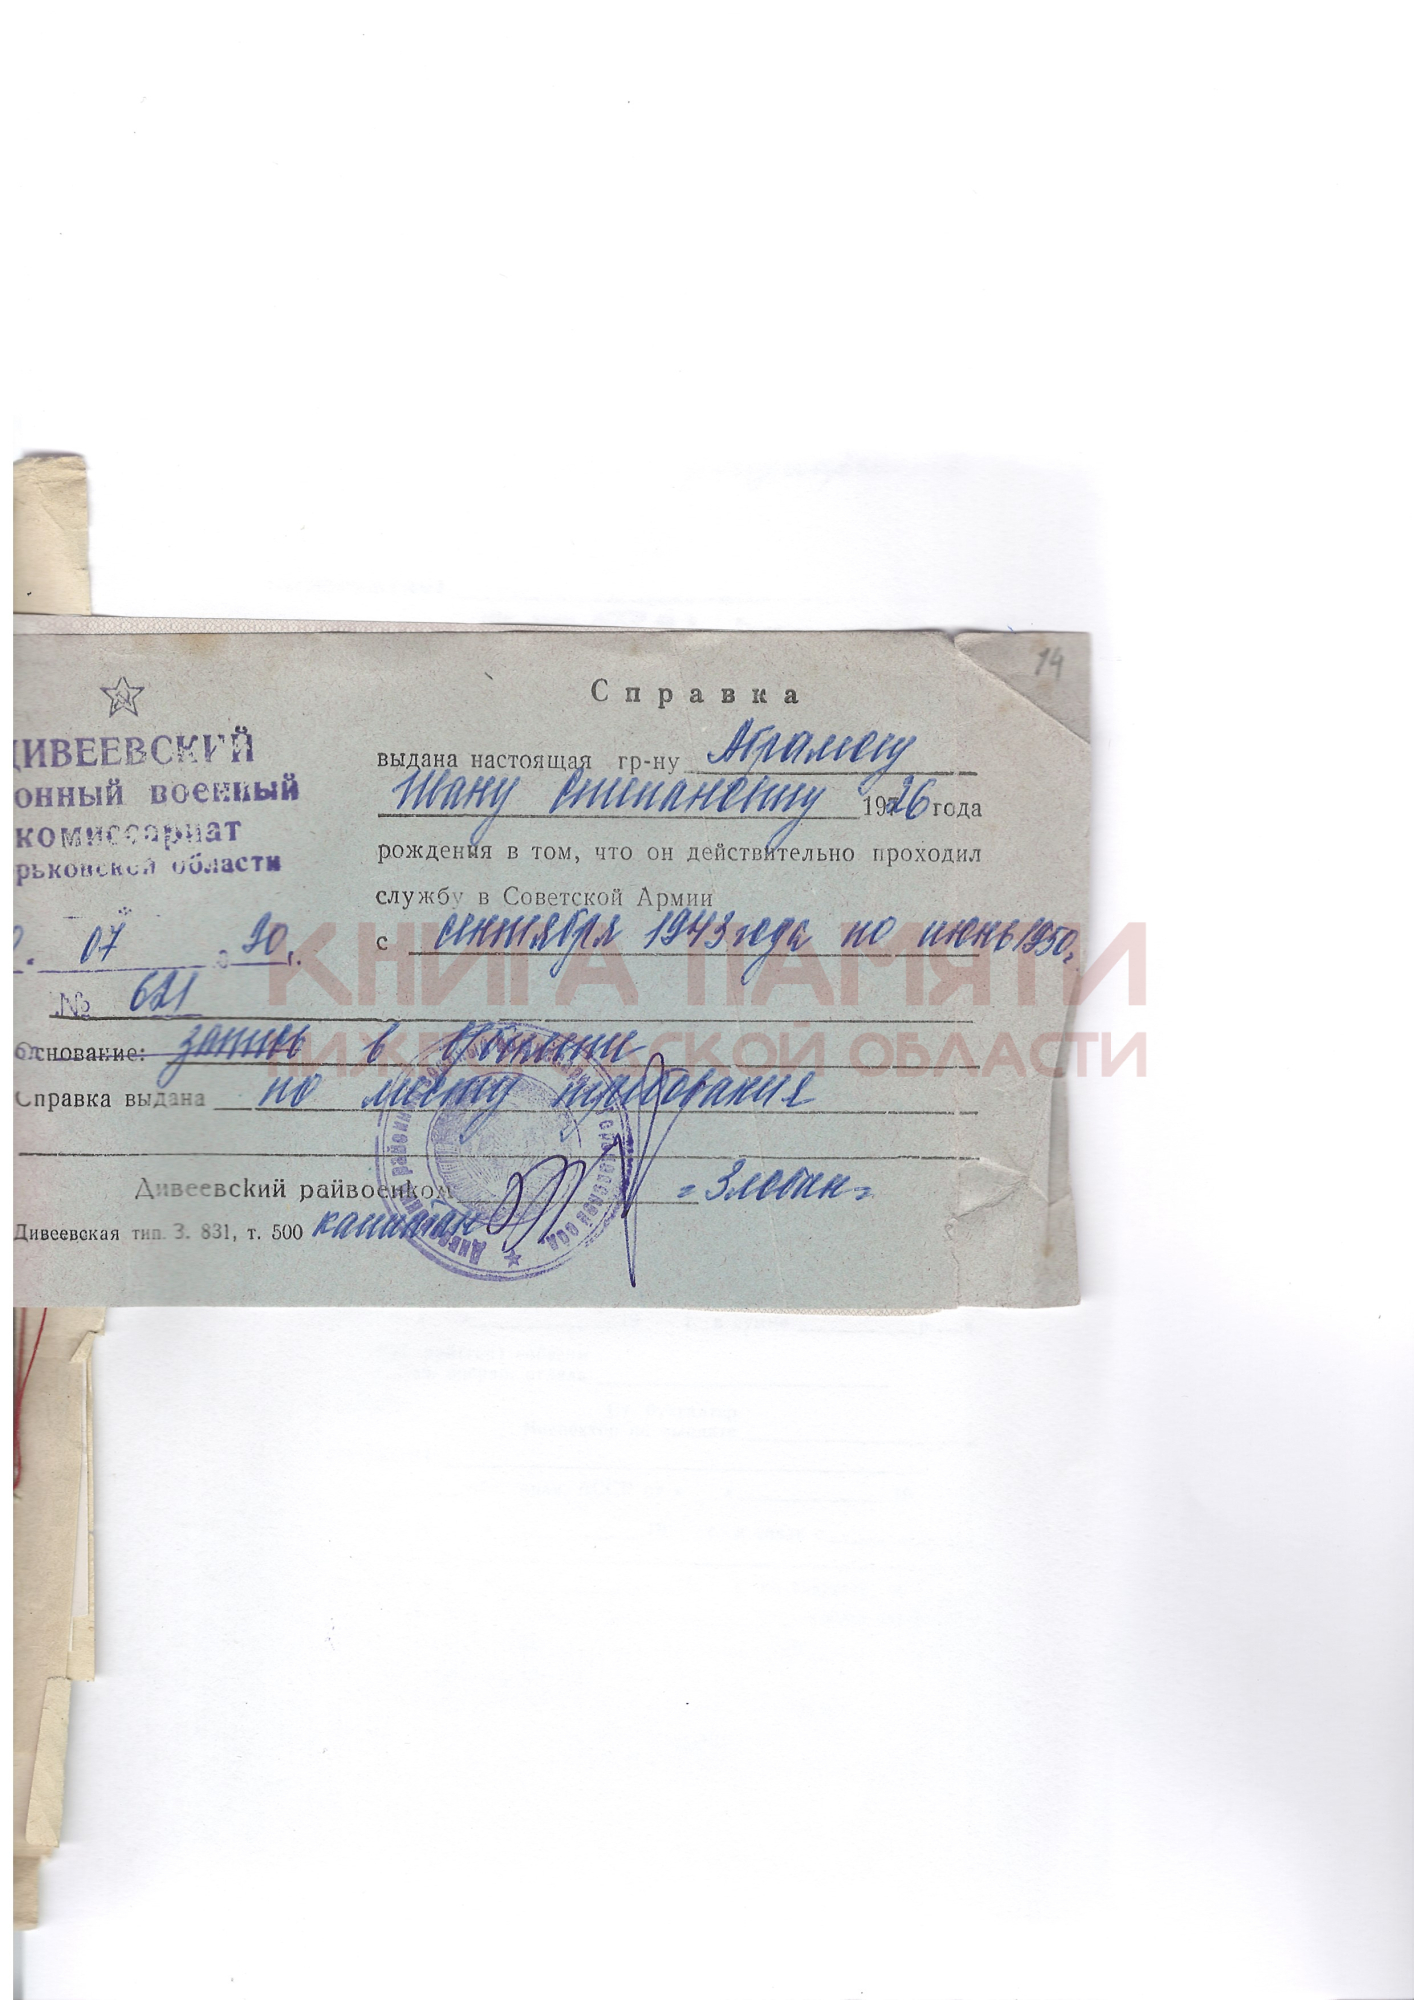 14
Справка
ДИВЕЕВСКИЙ
онный военный
комиссариат
рьковской области
07 90 г.
№ 621
выдана настоящая гр-ну Абрамову
Ивану Степановичу 1926 года
рождения в том, что он действительно проходил
службу в Советской Армии
с сентября 1943 года по июнь 1950 г.
КНИГА ПАМЯТИ
НИЖЕГОРОДСКОЙ ОБЛАСТИ
Основание: запись в
Справка выдана по месту требования
Дивеевский райвоенком
= Злобин =
Дивеевская тип. З. 831, т. 500 капитан